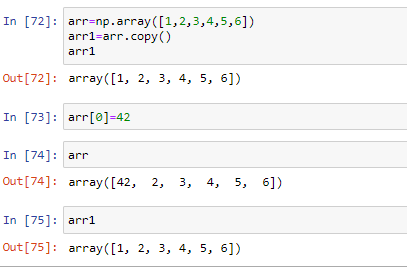 In [72]: arr=np.array([1,2,3,4,5,6])
arr1=arr.copy()
arr1
Out[72]: array([1, 2, 3, 4, 5, 6])
In [73]: arr[0]=42
In [74]: arr
Out[74]: array([42,  2,  3,  4,  5,  6])
In [75]: arr1
Out[75]: array([1, 2, 3, 4, 5, 6])